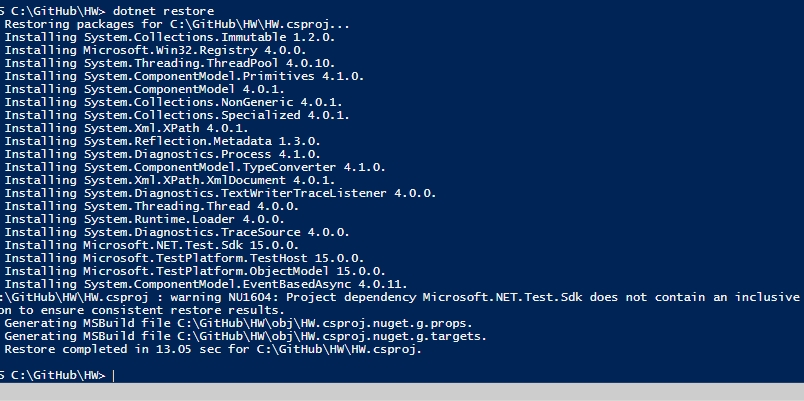 S C:\GitHub\HW> dotnet restore
Restoring packages for C:\GitHub\HW\HW.csproj...
Installing System.Collections.Immutable 1.2.0.
Installing Microsoft.Win32.Registry 4.0.0.
Installing System.Threading.ThreadPool 4.0.10.
Installing System.ComponentModel.Primitives 4.1.0.
Installing System.ComponentModel 4.0.1.
Installing System.Collections.NonGeneric 4.0.1.
Installing System.Collections.Specialized 4.0.1.
Installing System.Xml.XPath 4.0.1.
Installing System.Reflection.Metadata 1.3.0.
Installing System.Diagnostics.Process 4.1.0.
Installing System.ComponentModel.TypeConverter 4.1.0.
Installing System.Xml.XPath.XmlDocument 4.0.1.
Installing System.Diagnostics.TextWriterTraceListener 4.0.0.
Installing System.Threading.Thread 4.0.0.
Installing System.Runtime.Loader 4.0.0.
Installing System.Diagnostics.TraceSource 4.0.0.
Installing Microsoft.NET.Test.Sdk 15.0.0.
Installing Microsoft.TestPlatform.TestHost 15.0.0.
Installing Microsoft.TestPlatform.ObjectModel 15.0.0.
Installing System.ComponentModel.EventBasedAsync 4.0.11.
:\GitHub\HW\HW.csproj : warning NU1604: Project dependency Microsoft.NET.Test.Sdk does not contain an inclusive
on to ensure consistent restore results.
Generating MSBuild file C:\GitHub\HW\obj\HW.csproj.nuget.g.props.
Generating MSBuild file C:\GitHub\HW\obj\HW.csproj.nuget.g.targets.
Restore completed in 13.05 sec for C:\GitHub\HW\HW.csproj.
S C:\GitHub\HW>